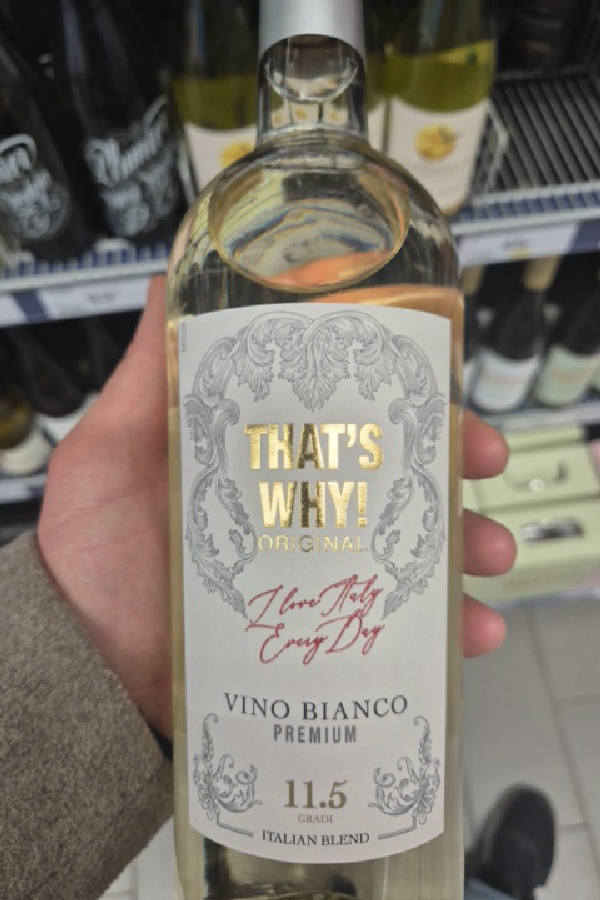 THAT'S
WHY!
ORIGINAL
I love Italy
Every Day
VINO BIANCO
PREMIUM
11.5
GRADI
ITALIAN BLEND